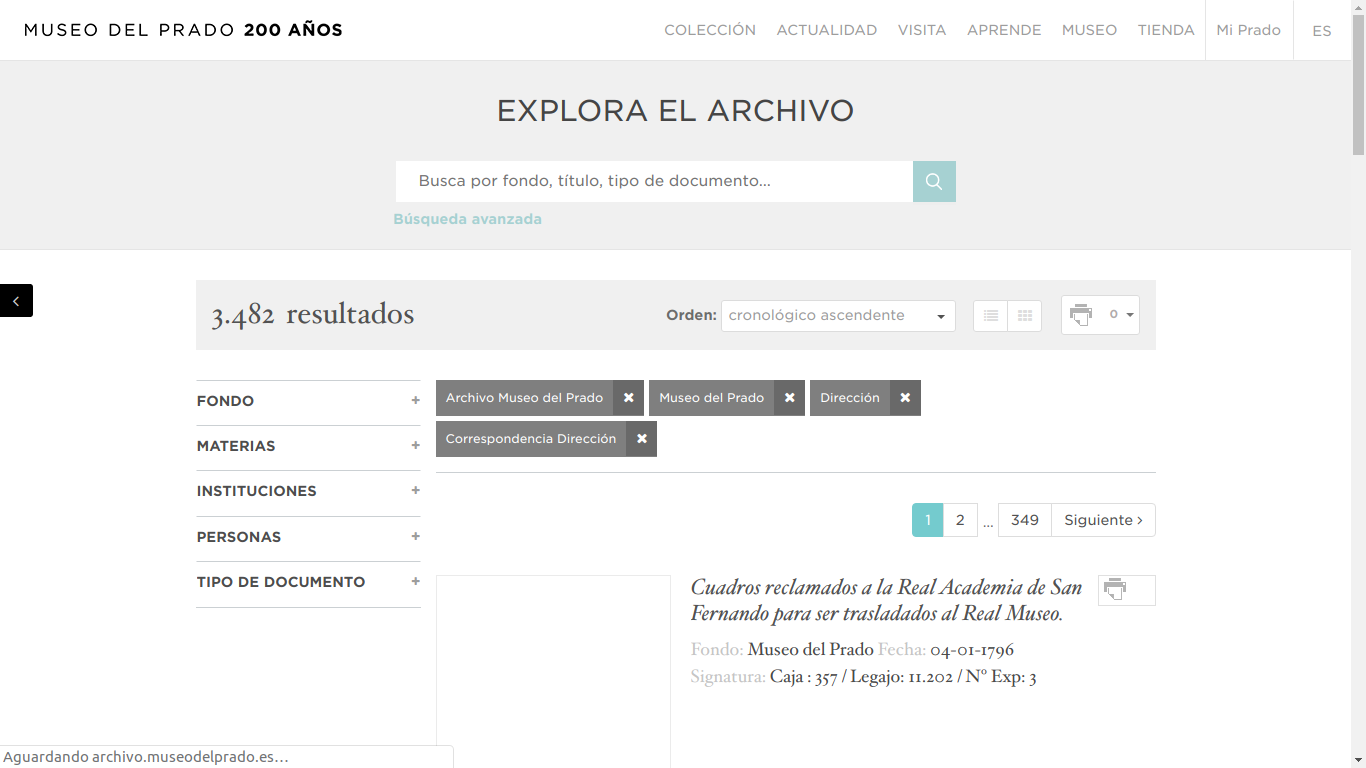 MUSEO DEL PRADO 200 AÑOS
COLECCIÓN ACTUALIDAD VISITA APRENDE MUSEO TIENDA Mi Prado ES
EXPLORA EL ARCHIVO
Busca por fondo, título, tipo de documento...
Búsqueda avanzada
3.482 resultados
Orden: cronológico ascendente
0
FONDO +
MATERIAS +
INSTITUCIONES +
PERSONAS +
TIPO DE DOCUMENTO +
Archivo Museo del Prado ✖ Museo del Prado ✖ Dirección ✖
Correspondencia Dirección ✖
1 2 ... 349 Siguiente ›
Cuadros reclamados a la Real Academia de San
Fernando para ser trasladados al Real Museo.
Fondo: Museo del Prado Fecha: 04-01-1796
Signatura: Caja : 357 / Legajo: 11.202 / Nº Exp: 3
Aguardando archivo.museodelprado.es...